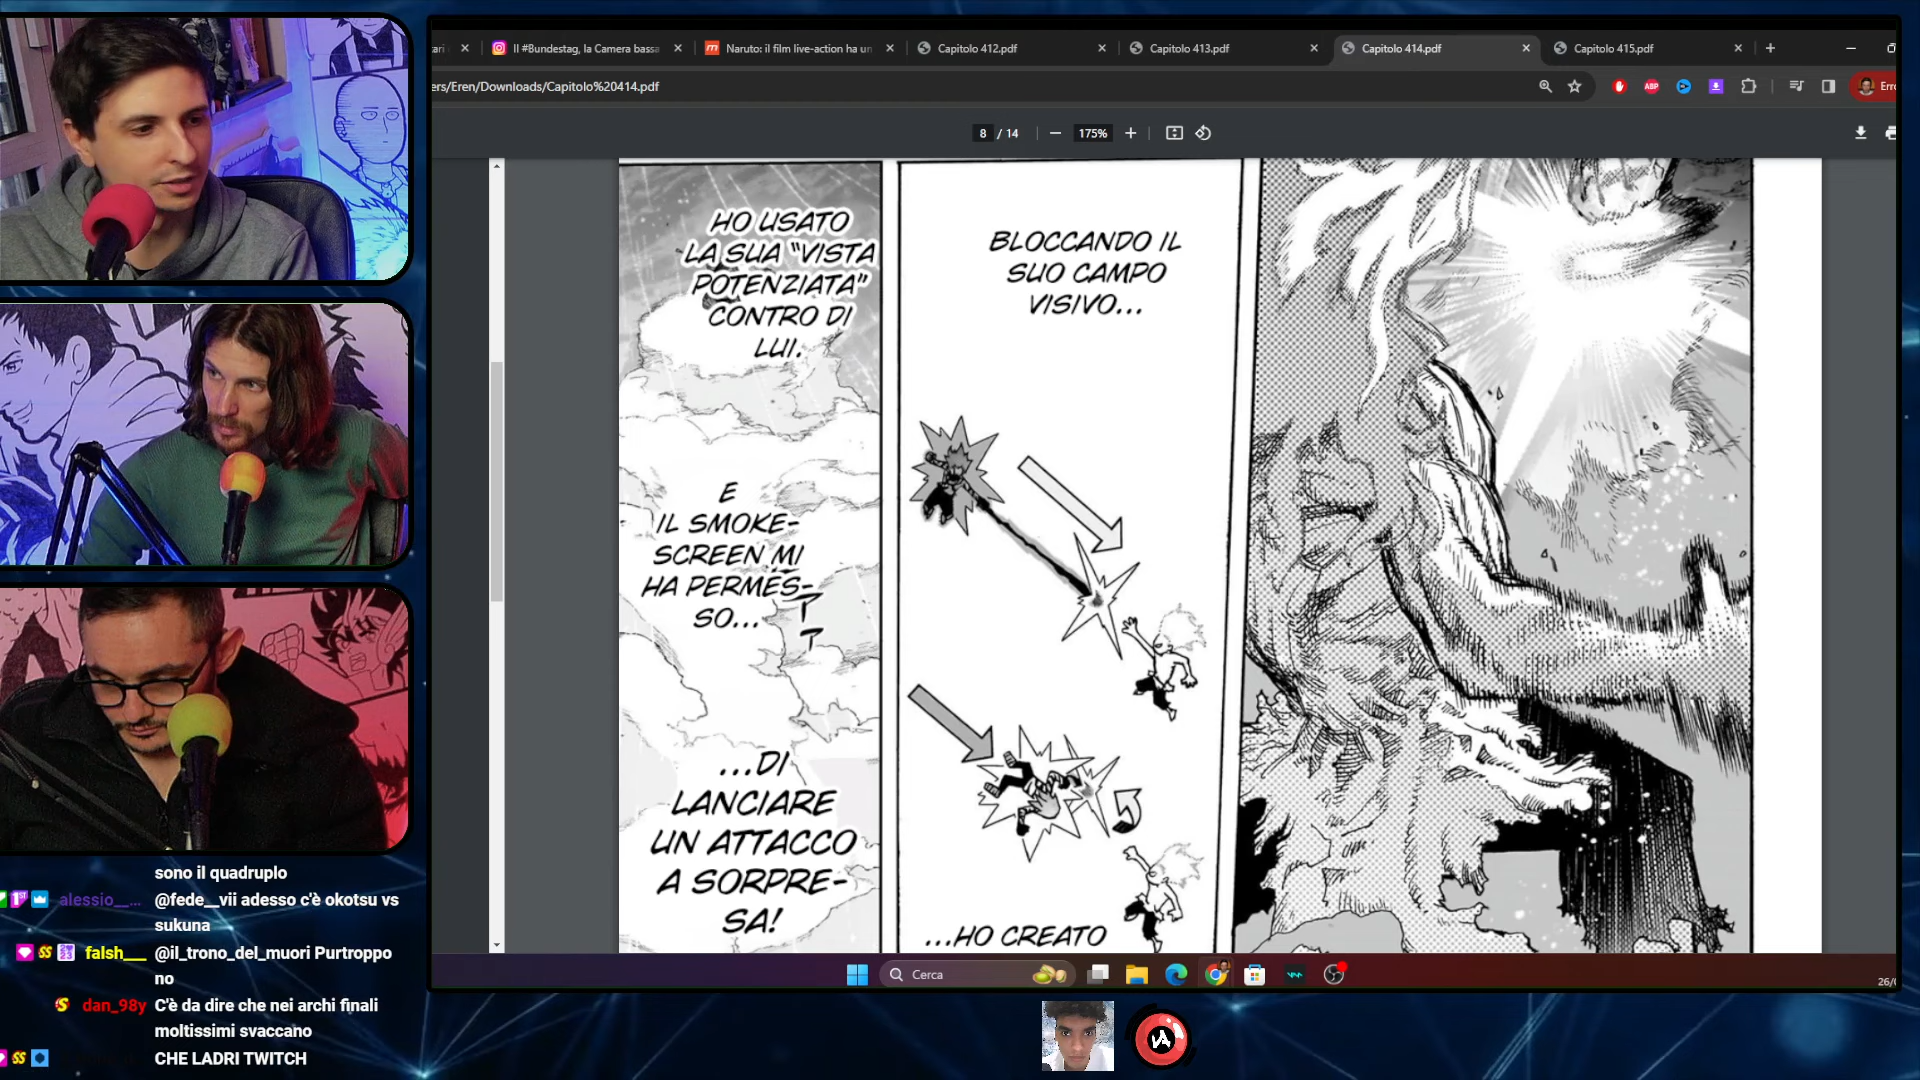 Il #Bundestag, la Camera bassa
Naruto: il film live-action ha un
Capitolo 412.pdf
Capitolo 413.pdf
Capitolo 414.pdf
Capitolo 415.pdf
ers/Eren/Downloads/Capitolo%20414.pdf
ABP
8 / 14
175%
HO USATO
LA SUA "VISTA
POTENZIATA"
CONTRO DI
LUI.
E
IL SMOKE-
SCREEN MI
HA PERMES-
SO...
...DI
LANCIARE
UN ATTACCO
A SORPRE-
SA!
BLOCCANDO IL
SUO CAMPO
VISIVO...
...HO CREATO
sono il quadruplo
alessio__... @fede__vii adesso c'è okotsu vs
sukuna
falsh___ @il_trono_del_muori Purtroppo
no
dan_98y C'è da dire che nei archi finali
moltissimi svaccano
CHE LADRI TWITCH
Cerca